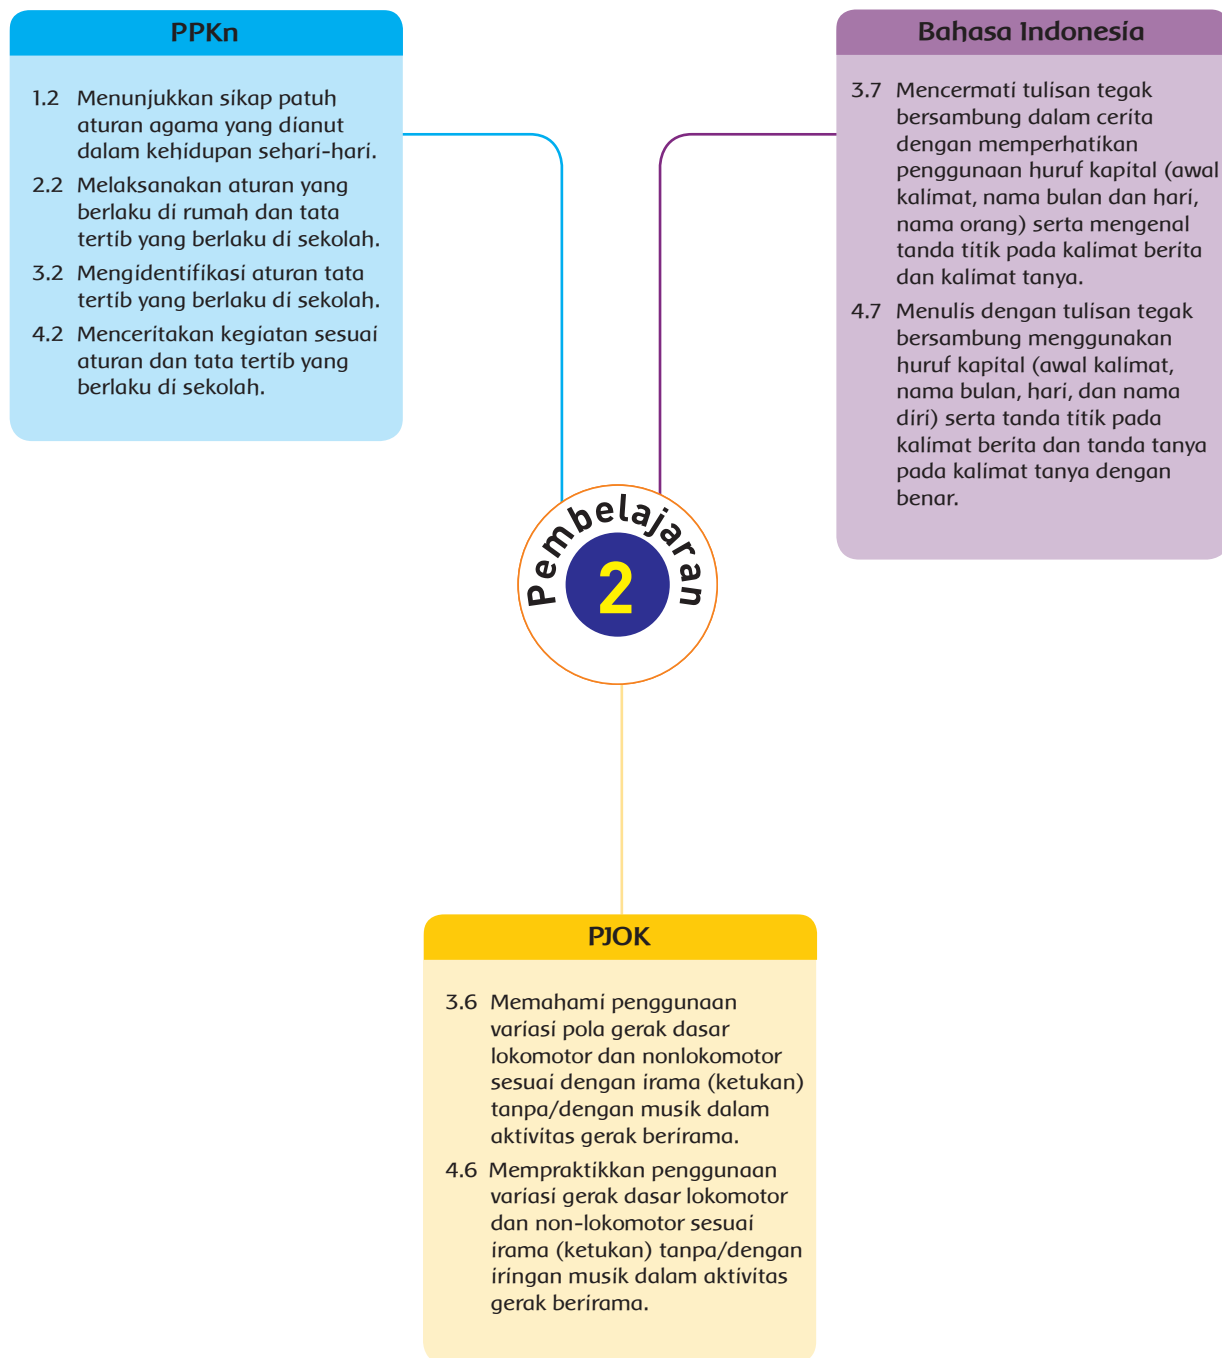 PPKn
1.2 Menunjukkan sikap patuh
aturan agama yang dianut
dalam kehidupan sehari-hari.
2.2 Melaksanakan aturan yang
berlaku di rumah dan tata
tertib yang berlaku di sekolah.
3.2 Mengidentifikasi aturan tata
tertib yang berlaku di sekolah.
4.2 Menceritakan kegiatan sesuai
aturan dan tata tertib yang
berlaku di sekolah.
Bahasa Indonesia
3.7 Mencermati tulisan tegak
bersambung dalam cerita
dengan memperhatikan
penggunaan huruf kapital (awal
kalimat, nama bulan dan hari,
nama orang) serta mengenal
tanda titik pada kalimat berita
dan kalimat tanya.
4.7 Menulis dengan tulisan tegak
bersambung menggunakan
huruf kapital (awal kalimat,
nama bulan, hari, dan nama
diri) serta tanda titik pada
kalimat berita dan tanda tanya
pada kalimat tanya dengan
benar.
Pembelajaran
2
PJOK
3.6 Memahami penggunaan
variasi pola gerak dasar
lokomotor dan nonlokomotor
sesuai dengan irama (ketukan)
tanpa/dengan musik dalam
aktivitas gerak berirama.
4.6 Mempraktikkan penggunaan
variasi gerak dasar lokomotor
dan non-lokomotor sesuai
irama (ketukan) tanpa/dengan
iringan musik dalam aktivitas
gerak berirama.